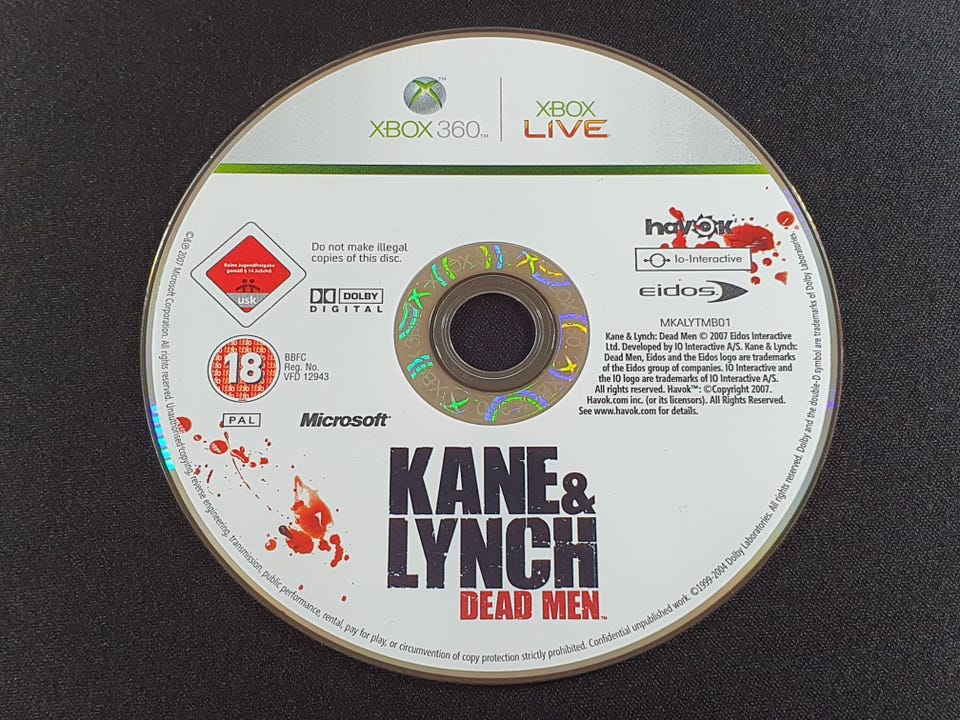 XBOX 360™
XBOX
LIVE
havok
Io-Interactive
eidos
Do not make illegal
copies of this disc.
Keine Jugendfreigabe
gemäß § 14 JuSchG
usk
DOLBY
DIGITAL
18
BBFC
Reg. No.
VFD 12943
PAL
Microsoft®
MKALYTMB01
Kane & Lynch: Dead Men © 2007 Eidos Interactive
Ltd. Developed by IO Interactive A/S. Kane & Lynch:
Dead Men, Eidos and the Eidos logo are trademarks
of the Eidos group of companies. IO Interactive and
the IO logo are trademarks of IO Interactive A/S.
All rights reserved. Havok™: ©Copyright 2007.
Havok.com inc. (or its licensors). All Rights Reserved.
See www.havok.com for details.
KANE &
LYNCH
DEAD MEN™
©&℗ 2007 Microsoft Corporation. All rights reserved. Unauthorised copying, reverse engineering, transmission, public performance, rental, pay for play, or circumvention of copy protection strictly prohibited. Confidential unpublished work. ©1999-2004 Dolby Laboratories. All rights reserved. Dolby and the double-D symbol are trademarks of Dolby Laboratories.